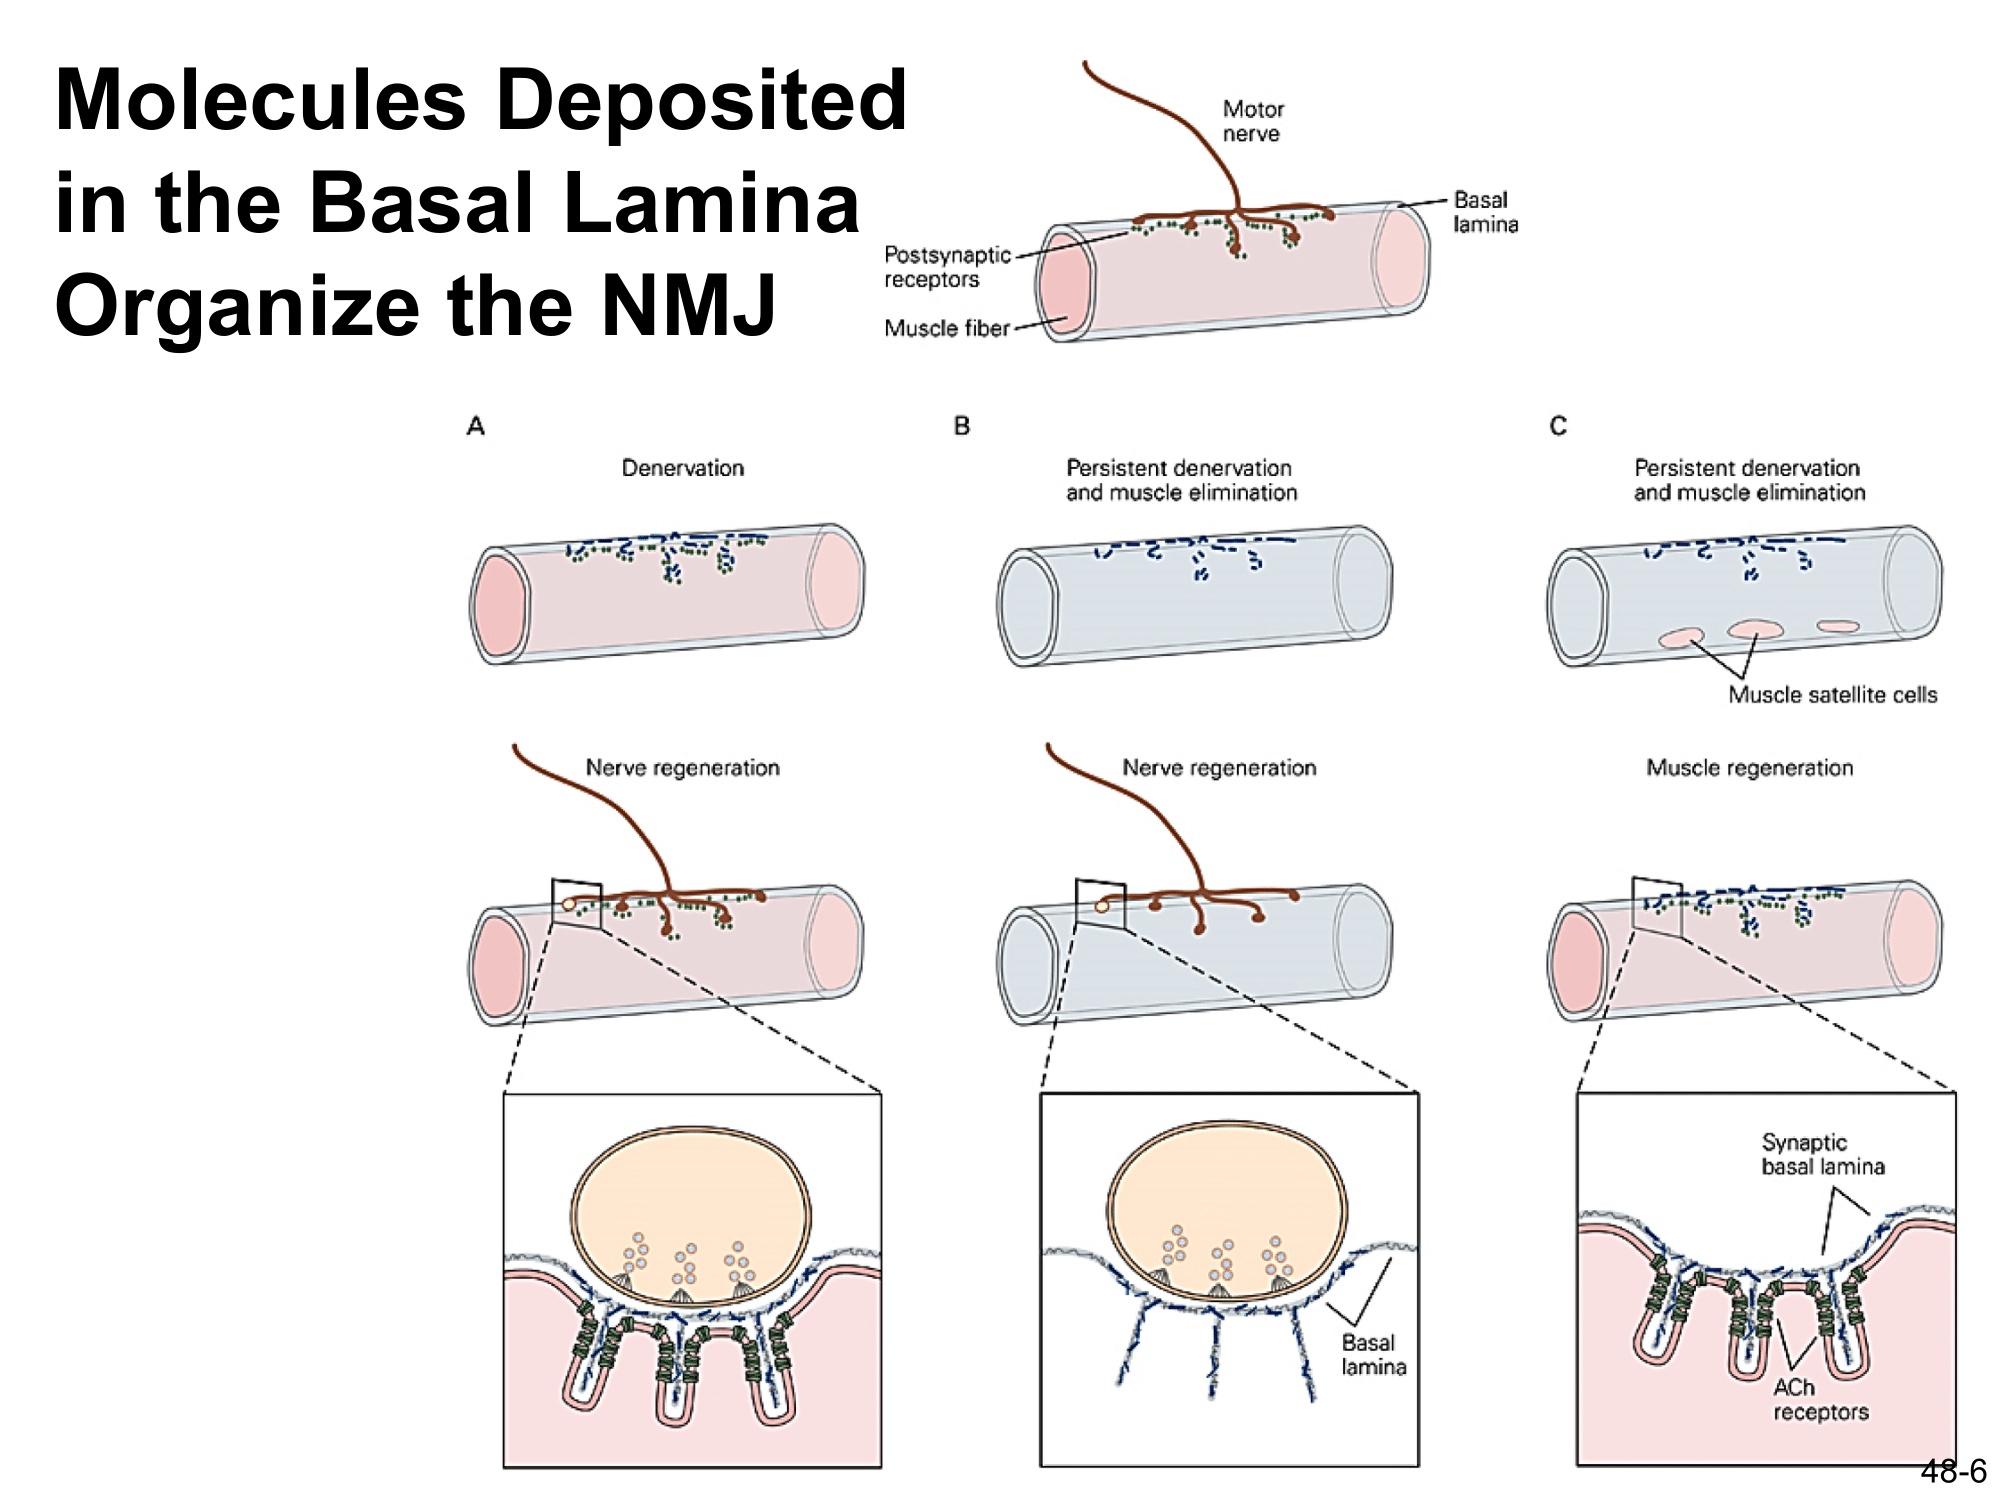 Molecules Deposited
in the Basal Lamina
Organize the NMJ
Motor
nerve
Basal
lamina
Postsynaptic
receptors
Muscle fiber
A
Denervation
Nerve regeneration
B
Persistent denervation
and muscle elimination
Nerve regeneration
Basal
lamina
C
Persistent denervation
and muscle elimination
Muscle satellite cells
Muscle regeneration
Synaptic
basal lamina
ACh
receptors
48-6